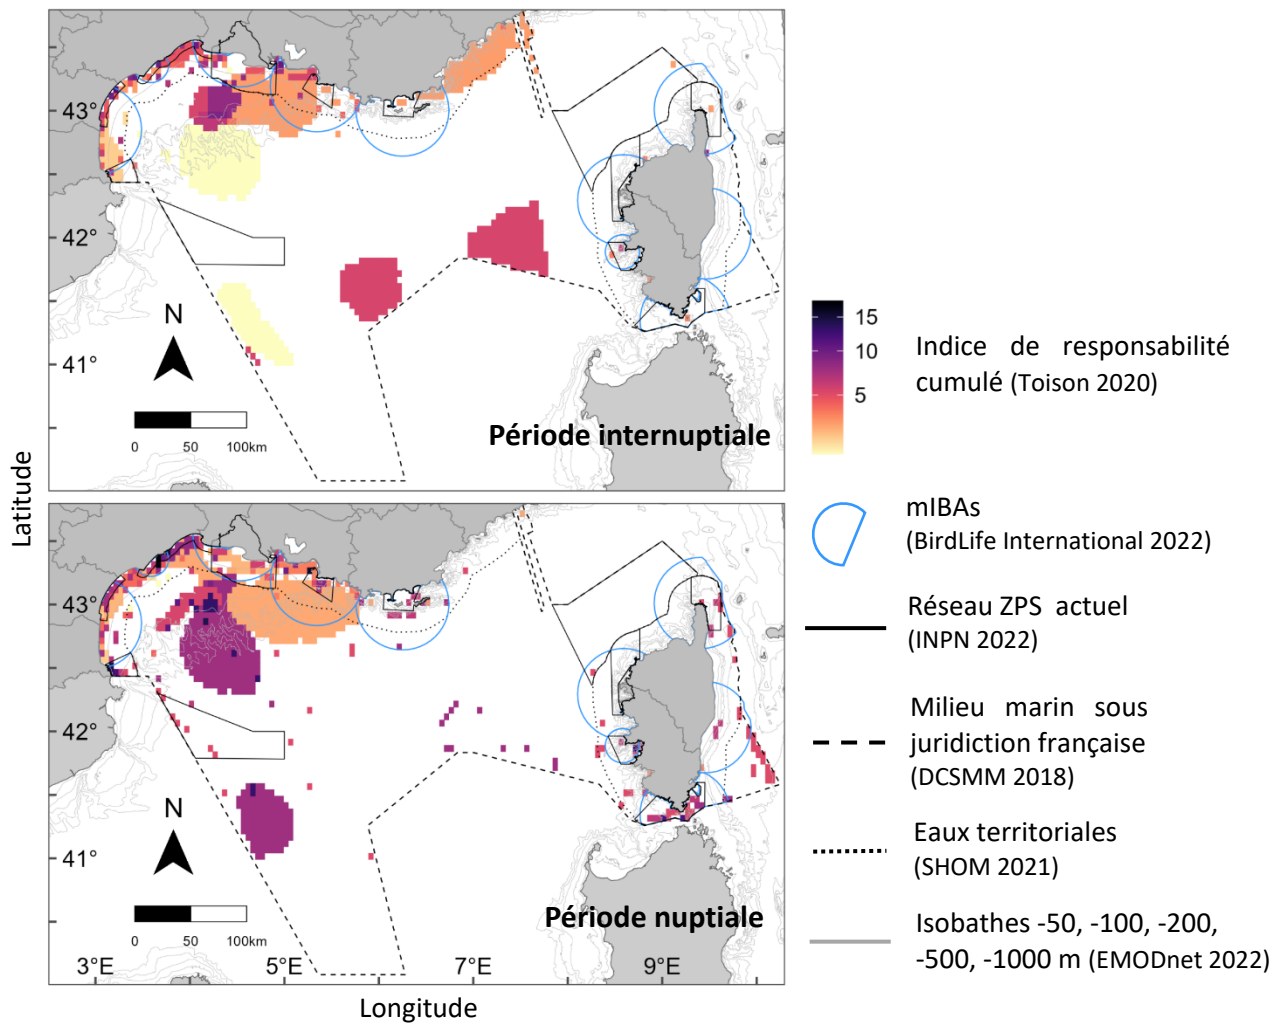 43°
42°
41°
N
0
50
100km
Période internuptiale
Latitude
43°
42°
41°
N
0
50
100km
Période nuptiale
3°E
5°E
7°E
9°E
Longitude
15
10
5
Indice de responsabilité
cumulé (Toison 2020)
mIBAs
(BirdLife International 2022)
Réseau ZPS actuel
(INPN 2022)
Milieu marin sous
juridiction française
(DCSMM 2018)
Eaux territoriales
(SHOM 2021)
Isobathes -50, -100, -200,
-500, -1000 m (EMODnet 2022)